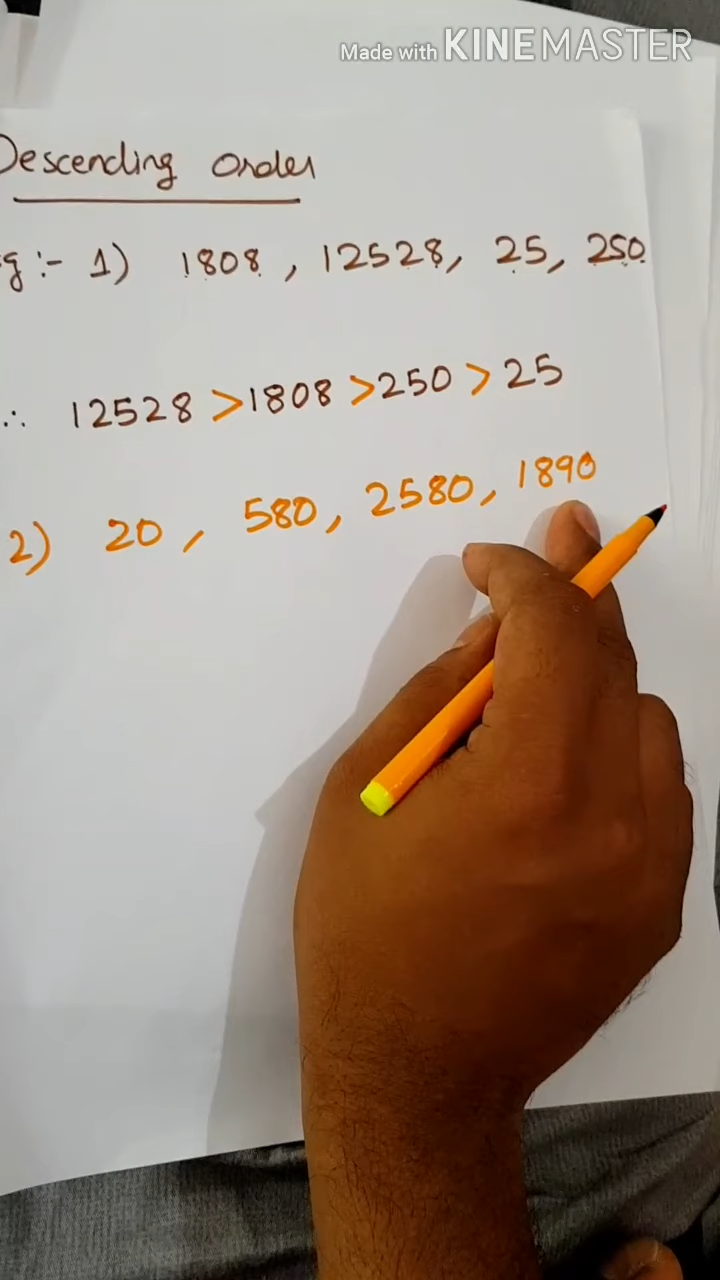 Made with KINEMASTER
Descending Order
g :- 1) 1808 , 12528, 25, 250
∴ 12528 > 1808 > 250 > 25
2) 20 , 580, 2580, 1890